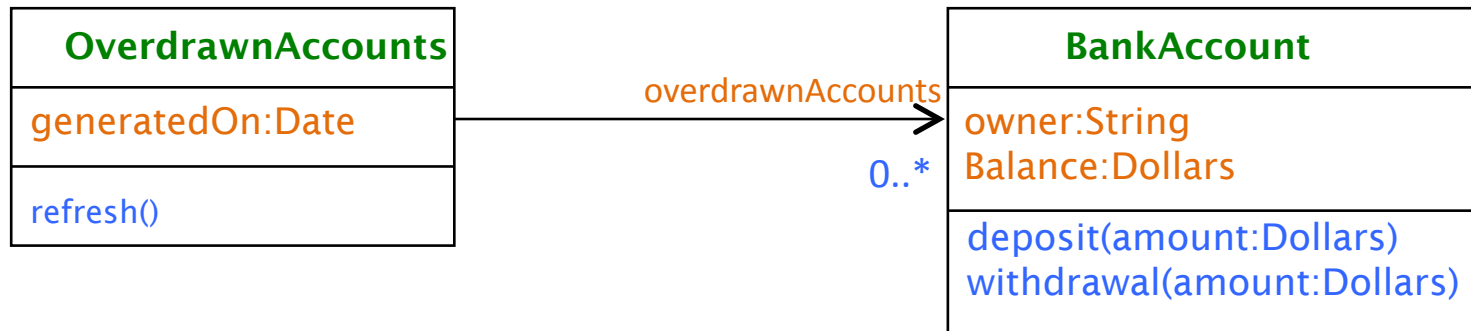 OverdrawnAccounts
generatedOn:Date
refresh()
overdrawnAccounts
0..*
BankAccount
owner:String
Balance:Dollars
deposit(amount:Dollars)
withdrawal(amount:Dollars)